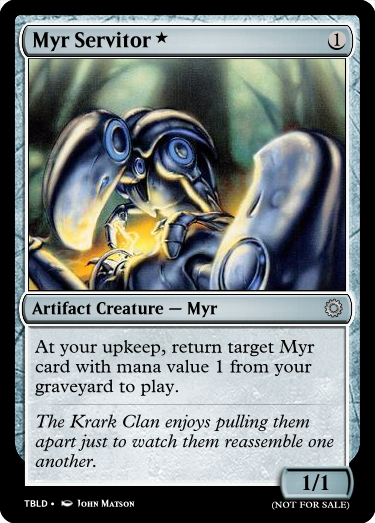 Myr Servitor★ 1
Artifact Creature — Myr
At your upkeep, return target Myr
card with mana value 1 from your
graveyard to play.
The Krark Clan enjoys pulling them
apart just to watch them reassemble one
another.
1/1
TBLD • John Matson (NOT FOR SALE)